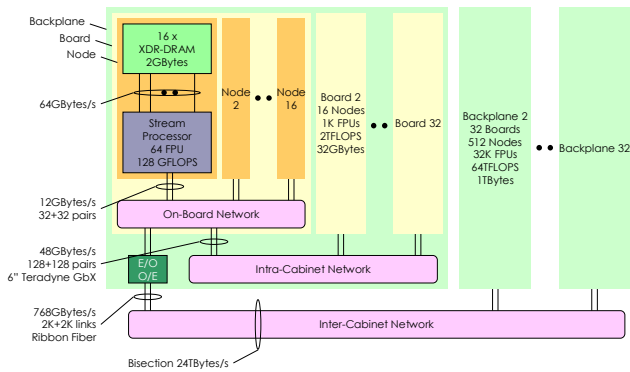 Backplane
Board
Node
16 x
XDR-DRAM
2GBytes
64GBytes/s
Stream
Processor
64 FPU
128 GFLOPS
Node
2
Node
16
Board 2
16 Nodes
1K FPUs
2TFLOPS
32GBytes
Board 32
Backplane 2
32 Boards
512 Nodes
32K FPUs
64TFLOPS
1TBytes
Backplane 32
12GBytes/s
32+32 pairs
On-Board Network
48GBytes/s
128+128 pairs
6” Teradyne GbX
E/O
O/E
Intra-Cabinet Network
768GBytes/s
2K+2K links
Ribbon Fiber
Inter-Cabinet Network
Bisection 24TBytes/s